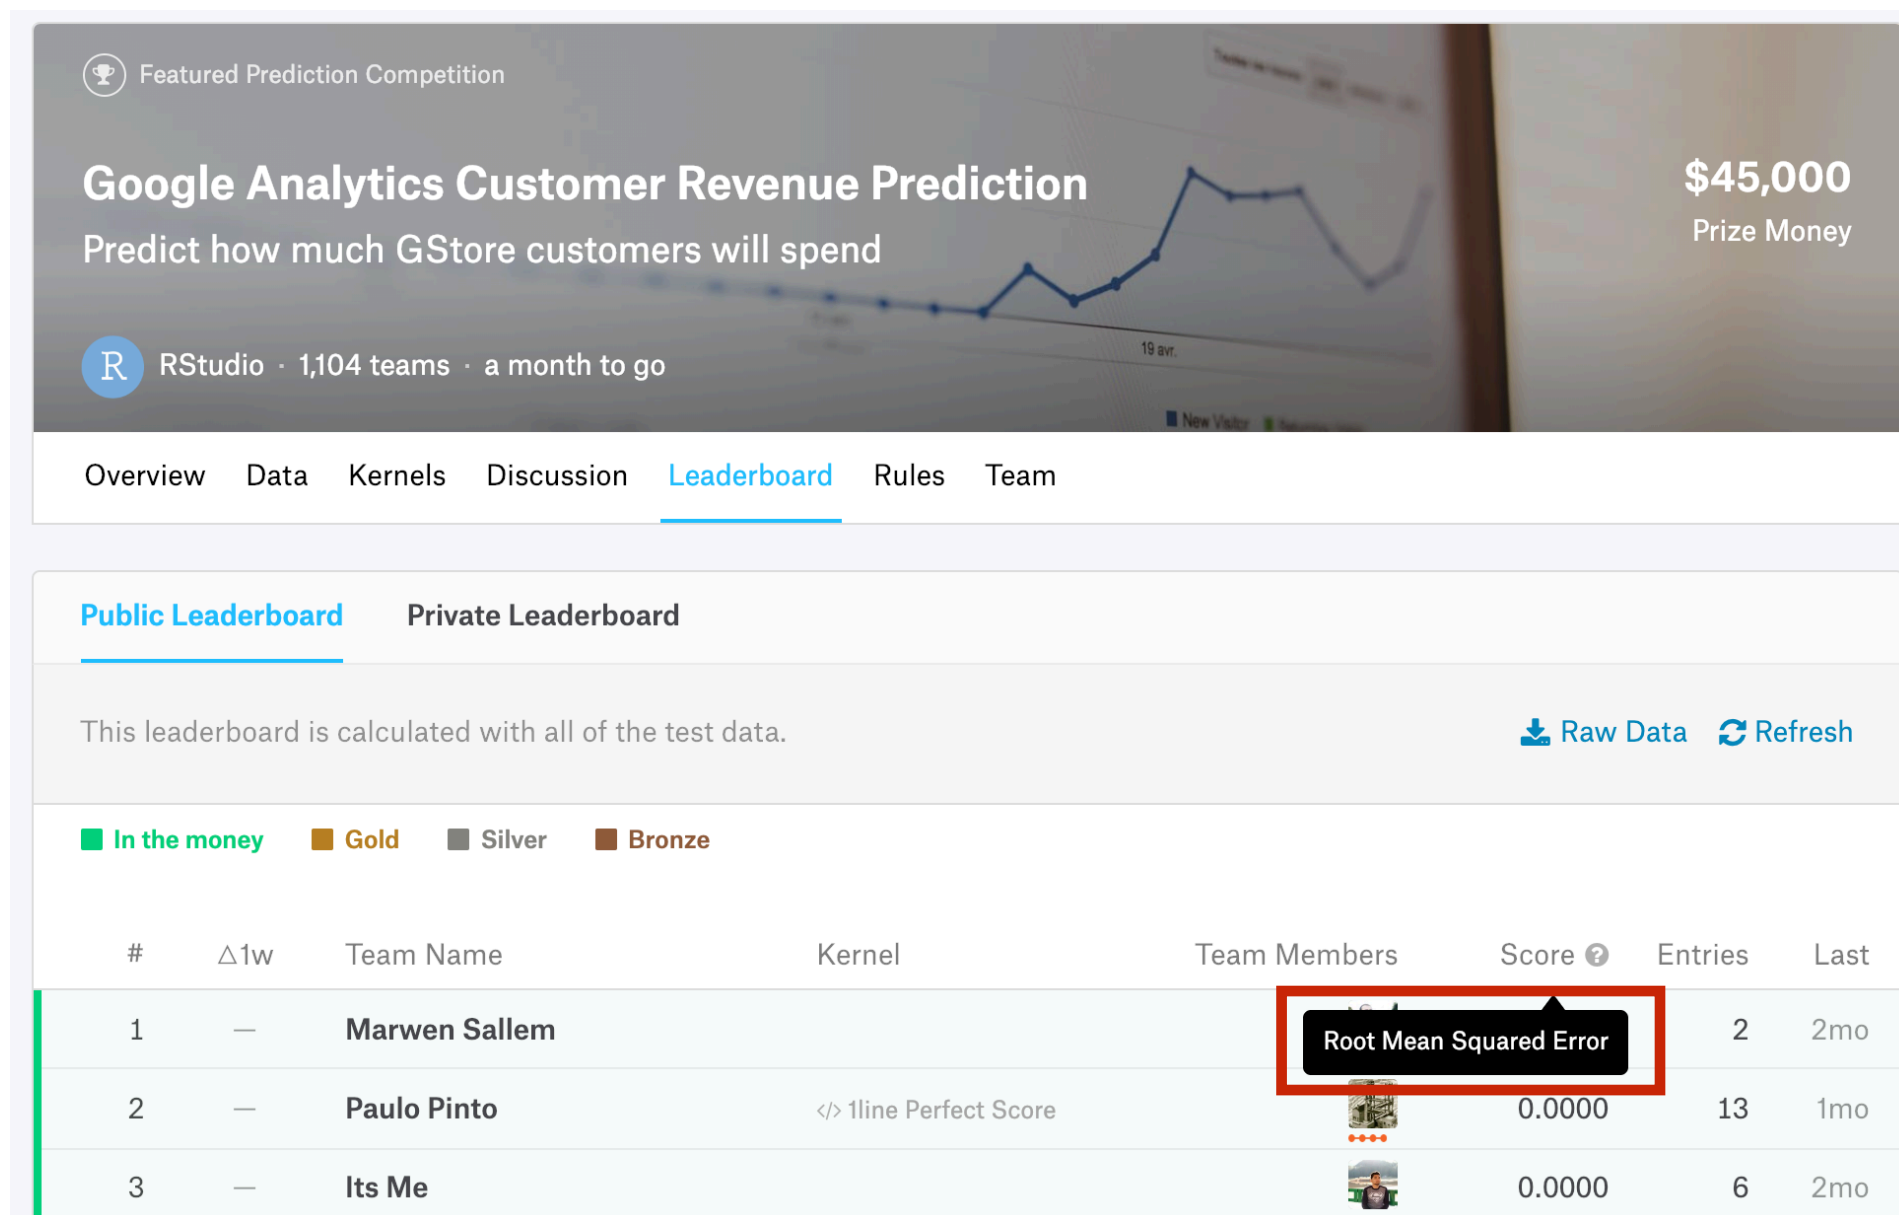 Featured Prediction Competition
Google Analytics Customer Revenue Prediction
$45,000
Predict how much GStore customers will spend
Prize Money
19 avr.
R RStudio · 1,104 teams · a month to go
New Visitor
Overview Data Kernels Discussion Leaderboard Rules Team
Public Leaderboard Private Leaderboard
This leaderboard is calculated with all of the test data. Raw Data Refresh
In the money Gold Silver Bronze
# △1w Team Name Kernel Team Members Score ? Entries Last
1 — Marwen Sallem 2 2mo
Root Mean Squared Error
2 — Paulo Pinto </> 1line Perfect Score 0.0000 13 1mo
3 — Its Me 0.0000 6 2mo